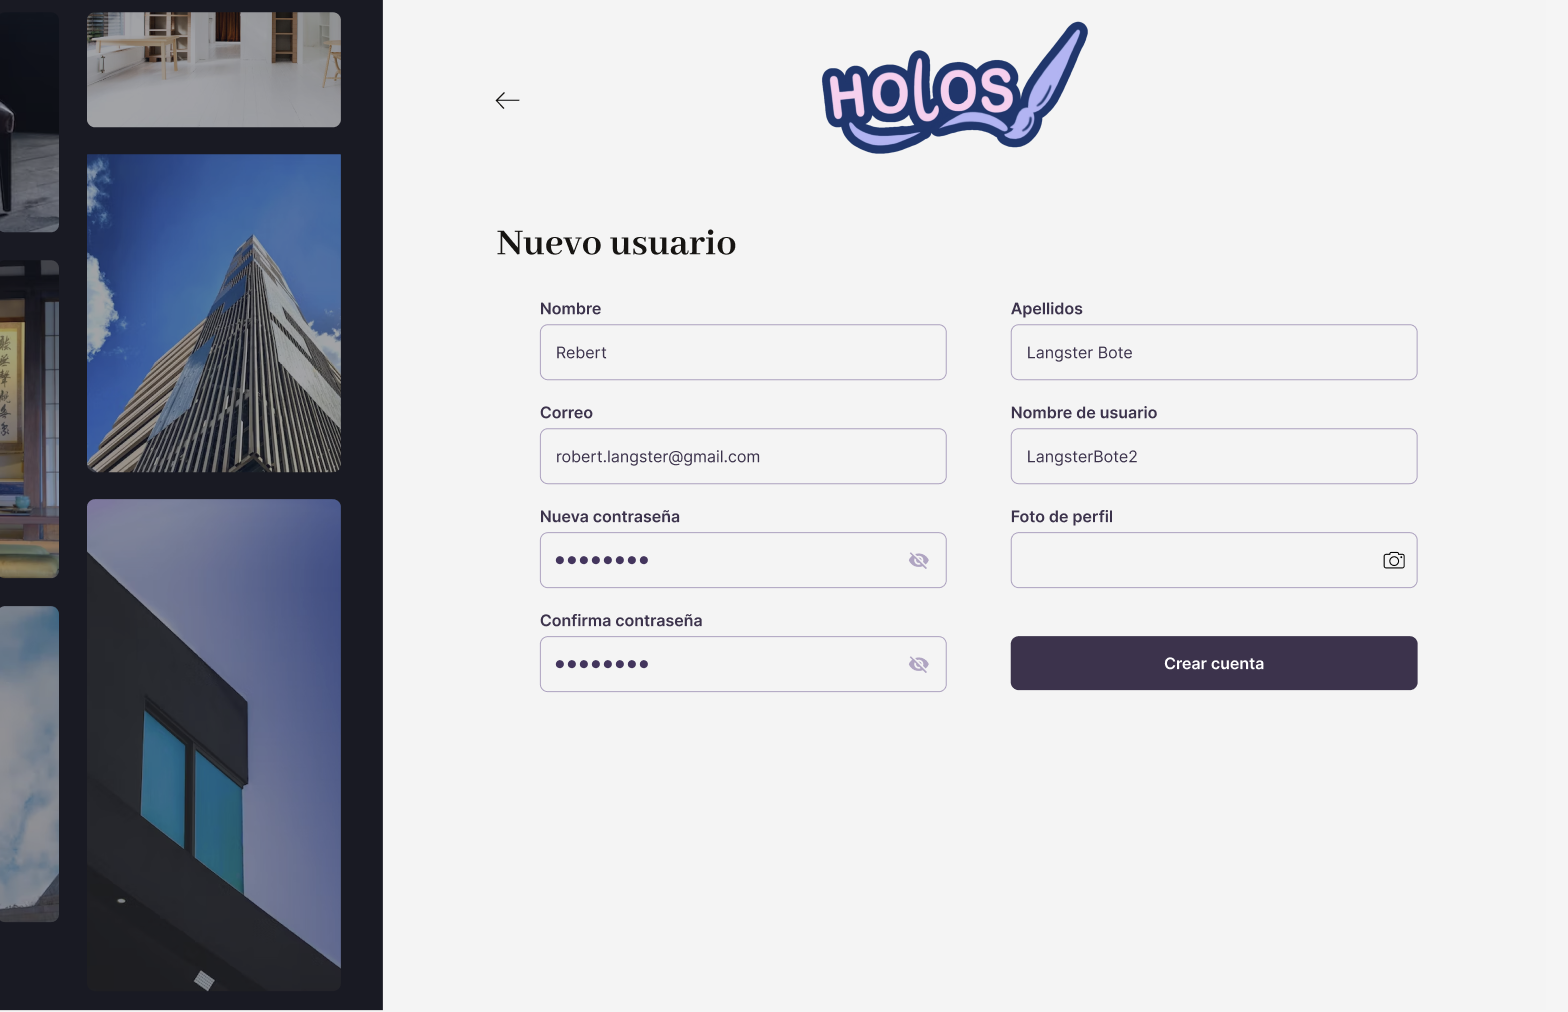 HOLOS
Nuevo usuario
Nombre
Apellidos
Rebert
Langster Bote
Correo
Nombre de usuario
robert.langster@gmail.com
LangsterBote2
Nueva contraseña
Foto de perfil
••••••••
Confirma contraseña
••••••••
Crear cuenta